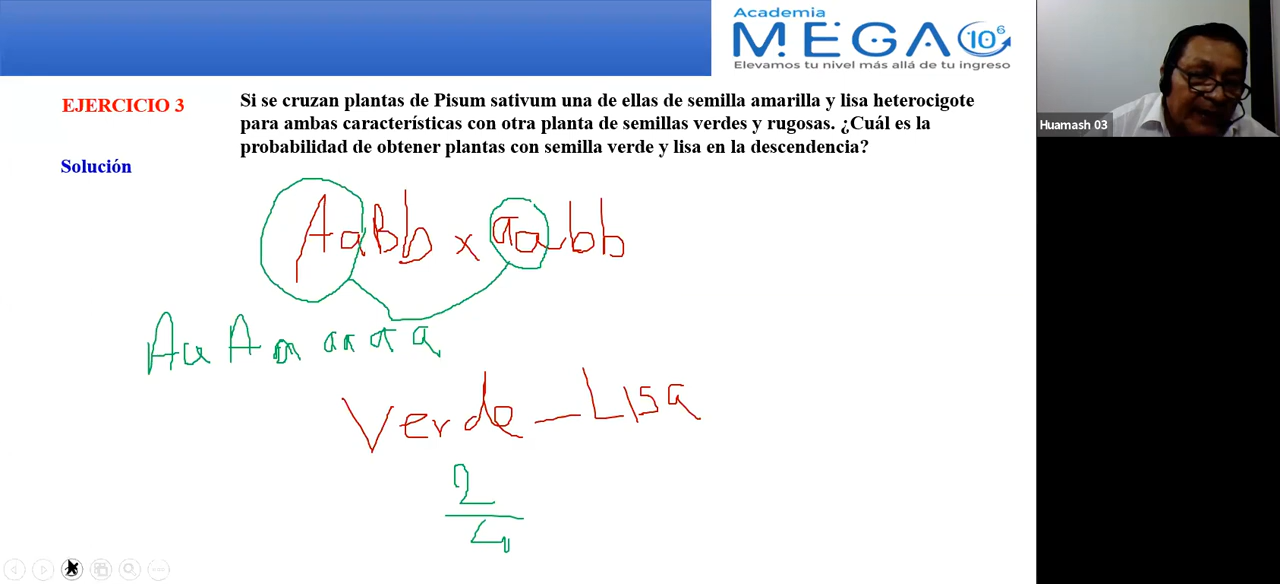 Academia
MEGA 10⁶
Elevamos tu nivel más allá de tu ingreso
EJERCICIO 3
Si se cruzan plantas de Pisum sativum una de ellas de semilla amarilla y lisa heterocigote
para ambas características con otra planta de semillas verdes y rugosas. ¿Cuál es la
probabilidad de obtener plantas con semilla verde y lisa en la descendencia?
Huamash 03
Solución
AaBb x aabb
Aa Aa aa aa
Verde – Lisa
2
4